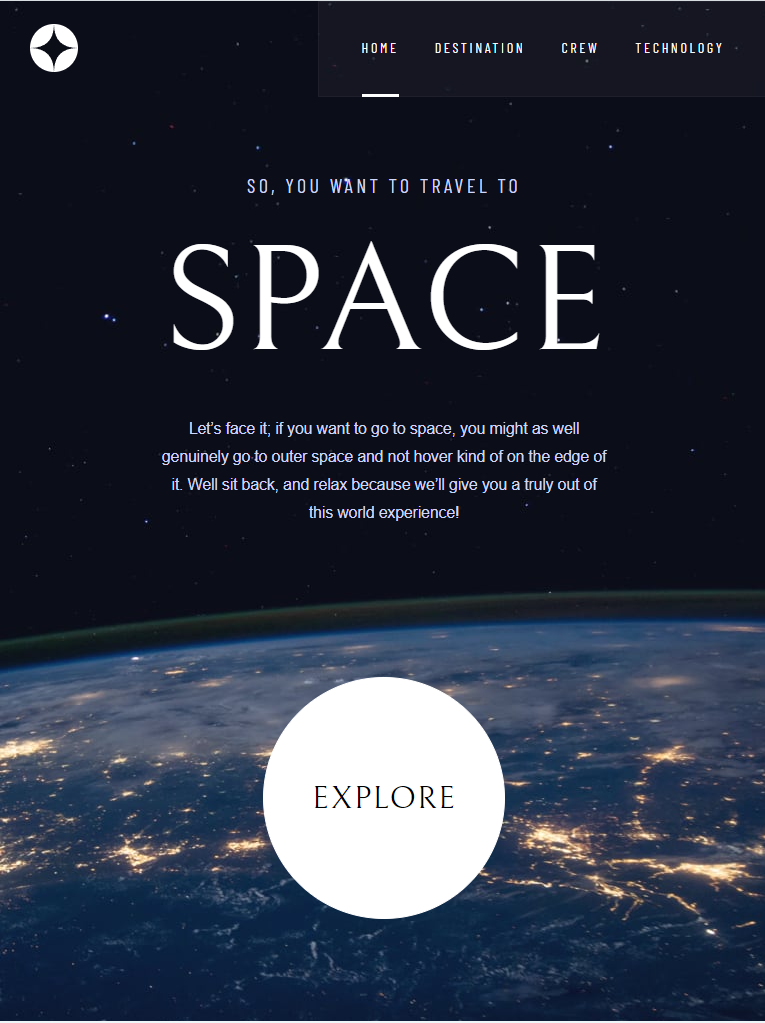 HOME DESTINATION CREW TECHNOLOGY
SO, YOU WANT TO TRAVEL TO
SPACE
Let’s face it; if you want to go to space, you might as well
genuinely go to outer space and not hover kind of on the edge of
it. Well sit back, and relax because we’ll give you a truly out of
this world experience!
EXPLORE